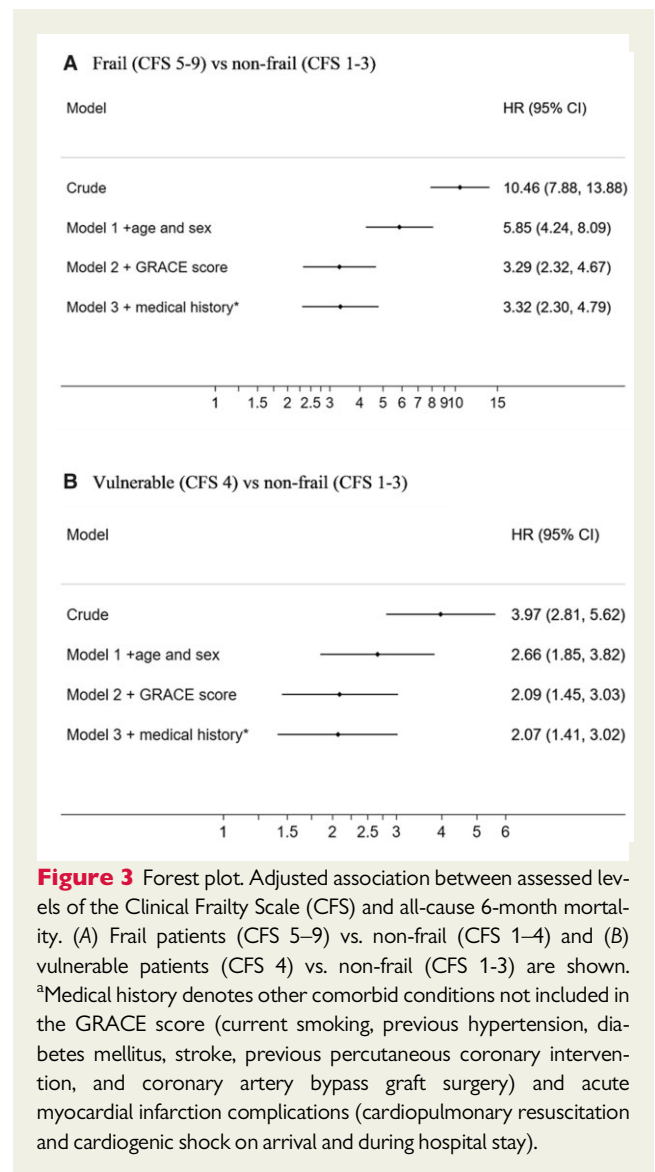 A Frail (CFS 5-9) vs non-frail (CFS 1-3)
Model HR (95% CI)
Crude 10.46 (7.88, 13.88)
Model 1 +age and sex 5.85 (4.24, 8.09)
Model 2 + GRACE score 3.29 (2.32, 4.67)
Model 3 + medical history* 3.32 (2.30, 4.79)
1 1.5 2 2.5 3 4 5 6 7 8 910 15
B Vulnerable (CFS 4) vs non-frail (CFS 1-3)
Model HR (95% CI)
Crude 3.97 (2.81, 5.62)
Model 1 +age and sex 2.66 (1.85, 3.82)
Model 2 + GRACE score 2.09 (1.45, 3.03)
Model 3 + medical history* 2.07 (1.41, 3.02)
1 1.5 2 2.5 3 4 5 6
Figure 3 Forest plot. Adjusted association between assessed lev-
els of the Clinical Frailty Scale (CFS) and all-cause 6-month mortal-
ity. (A) Frail patients (CFS 5–9) vs. non-frail (CFS 1–4) and (B)
vulnerable patients (CFS 4) vs. non-frail (CFS 1-3) are shown.
ᵃMedical history denotes other comorbid conditions not included in
the GRACE score (current smoking, previous hypertension, dia-
betes mellitus, stroke, previous percutaneous coronary interven-
tion, and coronary artery bypass graft surgery) and acute
myocardial infarction complications (cardiopulmonary resuscitation
and cardiogenic shock on arrival and during hospital stay).